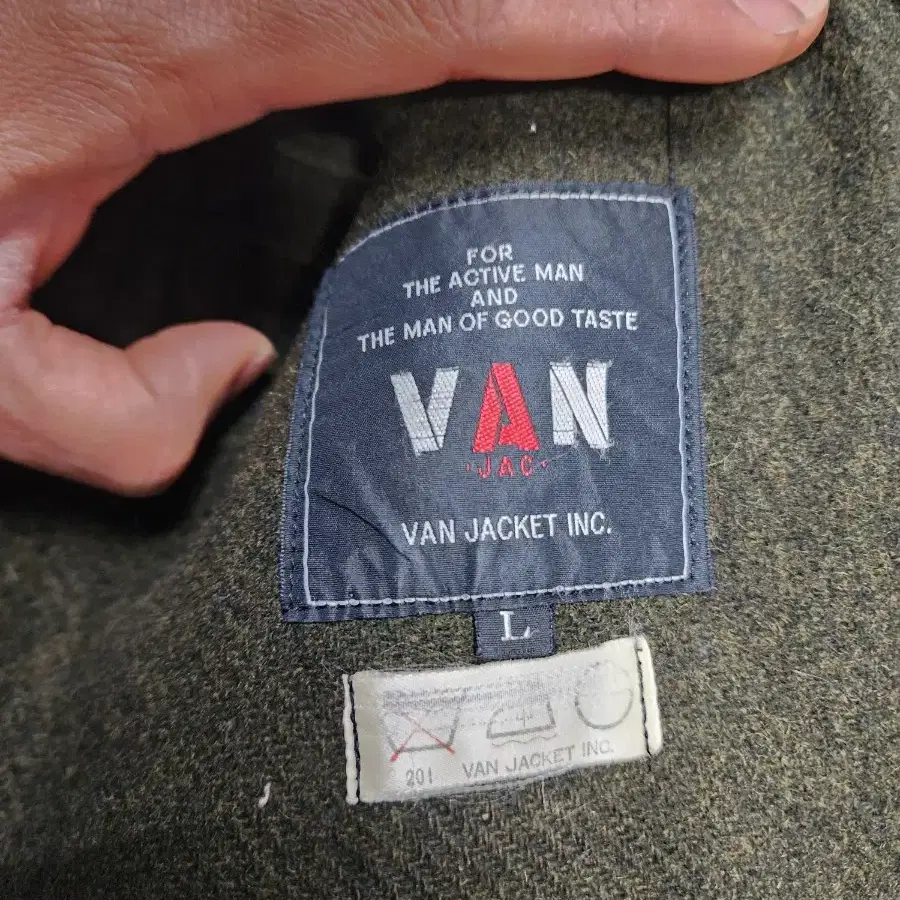 FOR
THE ACTIVE MAN
AND
THE MAN OF GOOD TASTE
VAN
·JAC·
VAN JACKET INC.
L
201 VAN JACKET INC.